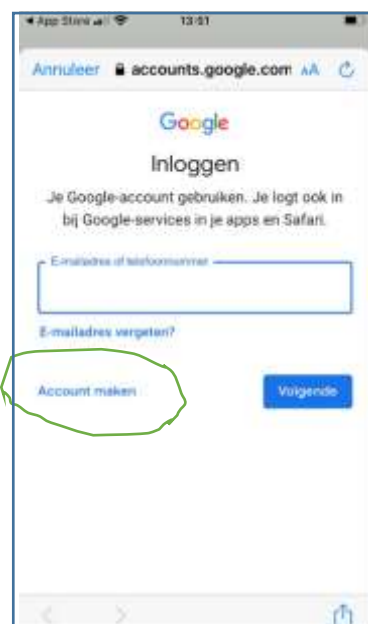 App Store 13:51
Annuleer accounts.google.com AA
Google
Inloggen
Je Google-account gebruiken. Je logt ook in
bij Google-services in je apps en Safari.
E-mailadres of telefoonnummer
E-mailadres vergeten?
Account maken Volgende